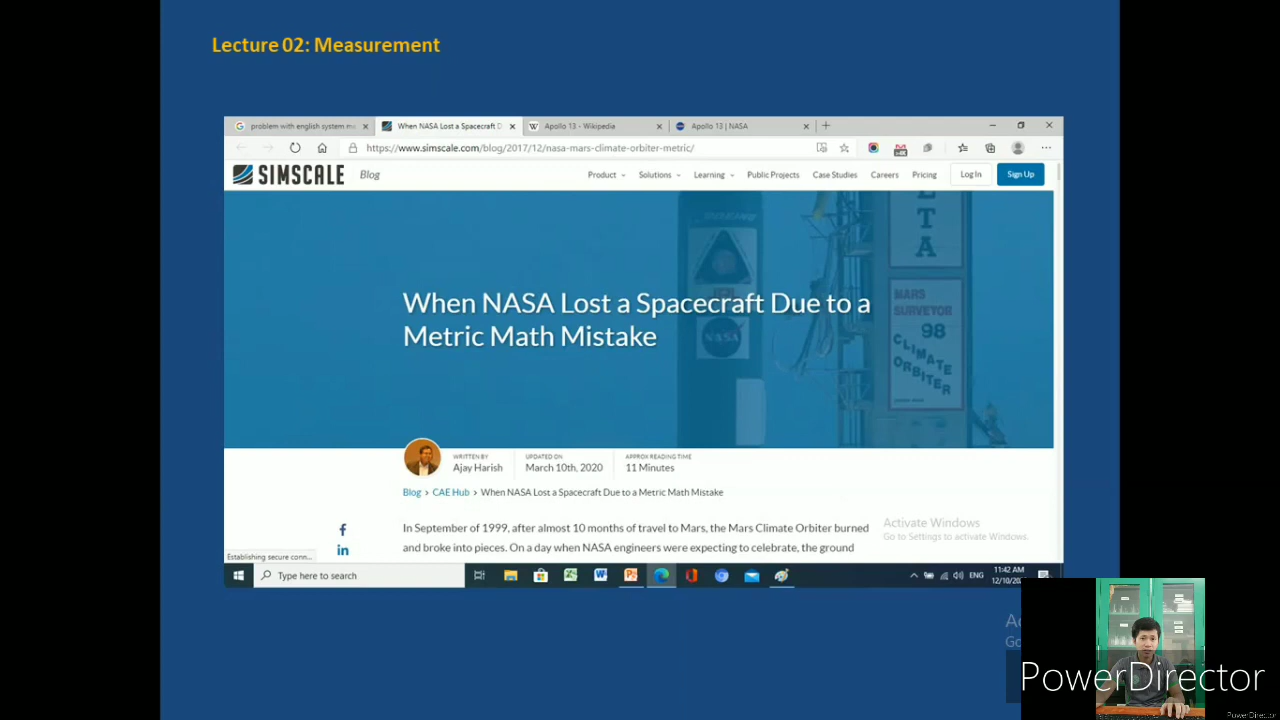 Lecture 02: Measurement
problem with english system m
When NASA Lost a Spacecraft D
Apollo 13 - Wikipedia
Apollo 13 | NASA
https://www.simscale.com/blog/2017/12/nasa-mars-climate-orbiter-metric/
SIMSCALE Blog
Product Solutions Learning Public Projects Case Studies Careers Pricing Log In Sign Up
ETA
MARS
SURVEYOR
98
CLIMATE
ORBITER
NASA
When NASA Lost a Spacecraft Due to a
Metric Math Mistake
WRITTEN BY
Ajay Harish
UPDATED ON
March 10th, 2020
APPROX READING TIME
11 Minutes
Blog > CAE Hub > When NASA Lost a Spacecraft Due to a Metric Math Mistake
In September of 1999, after almost 10 months of travel to Mars, the Mars Climate Orbiter burned
and broke into pieces. On a day when NASA engineers were expecting to celebrate, the ground
Activate Windows
Go to Settings to activate Windows.
Establishing secure conn...
Type here to search
ENG
11:42 AM
12/10/20
Ac
Go
PowerDirector
PowerDirector